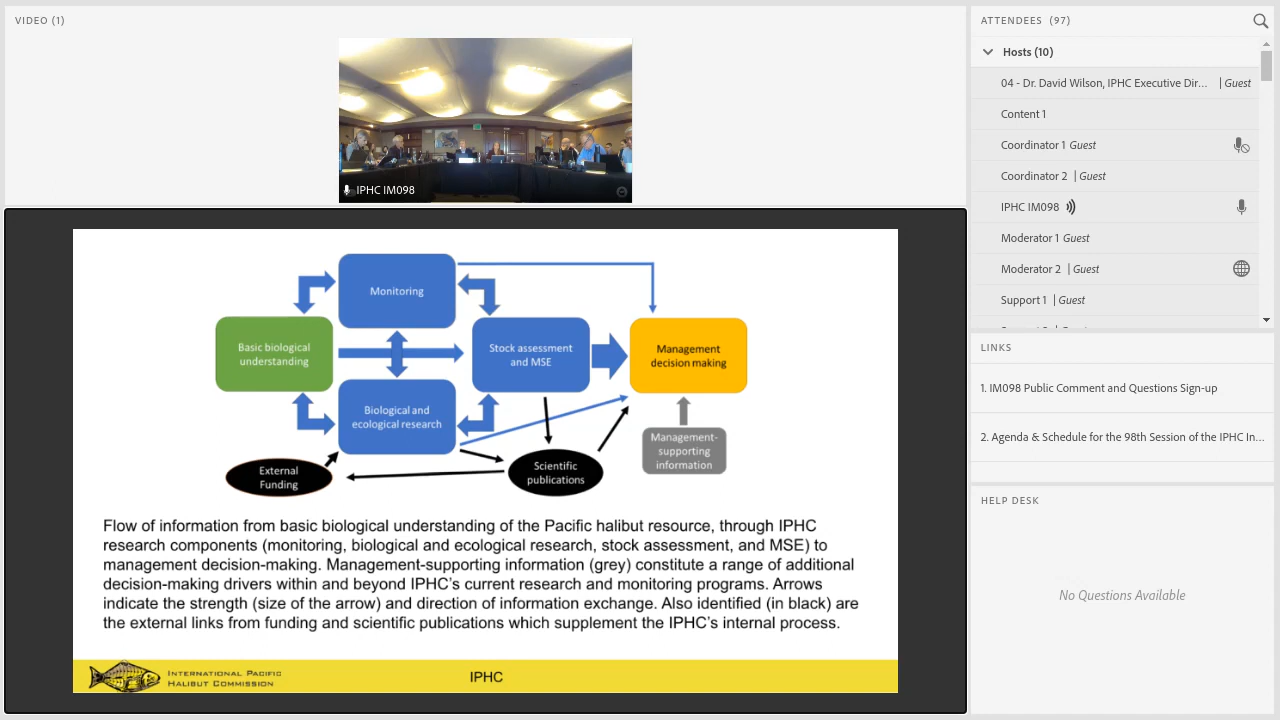 VIDEO (1)
IPHC IM098
Monitoring
Basic biological
understanding
Stock assessment
and MSE
Management
decision making
Biological and
ecological research
Management-
supporting
information
External
Funding
Scientific
publications
Flow of information from basic biological understanding of the Pacific halibut resource, through IPHC
research components (monitoring, biological and ecological research, stock assessment, and MSE) to
management decision-making. Management-supporting information (grey) constitute a range of additional
decision-making drivers within and beyond IPHC's current research and monitoring programs. Arrows
indicate the strength (size of the arrow) and direction of information exchange. Also identified (in black) are
the external links from funding and scientific publications which supplement the IPHC's internal process.
INTERNATIONAL PACIFIC
HALIBUT COMMISSION
IPHC
ATTENDEES (97)
Hosts (10)
04 - Dr. David Wilson, IPHC Executive Dir... | Guest
Content 1
Coordinator 1 Guest
Coordinator 2 | Guest
IPHC IM098
Moderator 1 Guest
Moderator 2 | Guest
Support 1 | Guest
LINKS
1. IM098 Public Comment and Questions Sign-up
2. Agenda & Schedule for the 98th Session of the IPHC In...
HELP DESK
No Questions Available